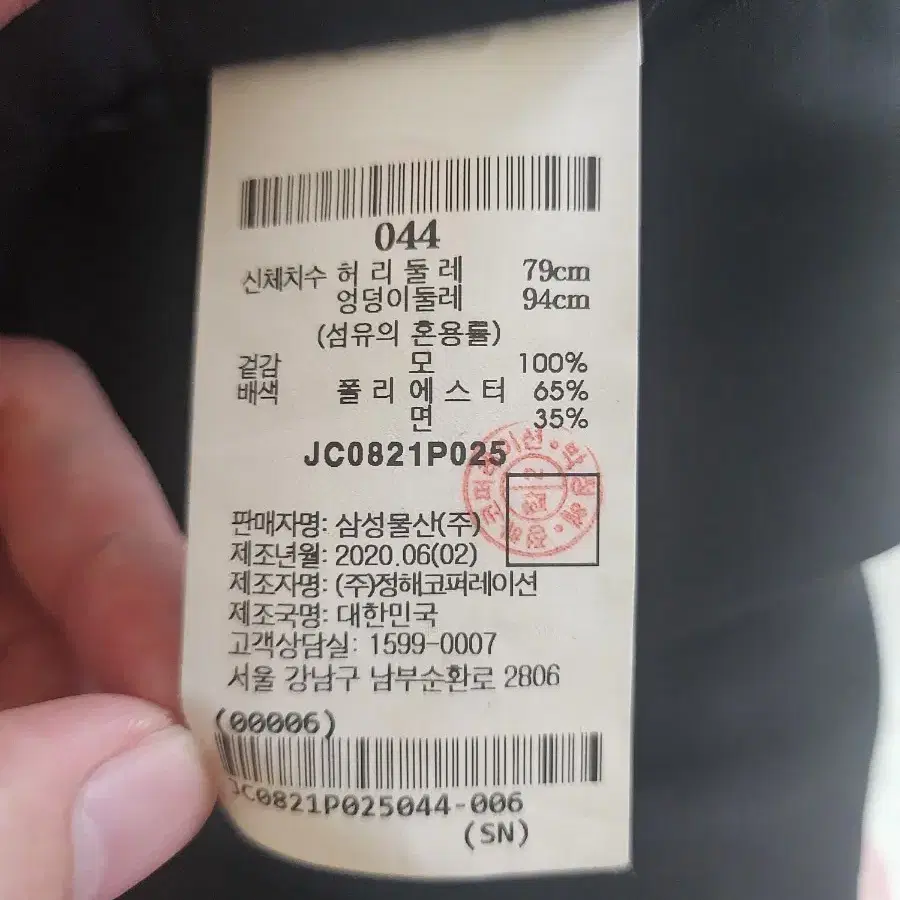 044
신체치수 허 리 둘 레 79cm
엉덩이둘레 94cm
(섬유의 혼용률)
겉감 모 100%
배색 폴 리 에 스 터 65%
면 35%
JC0821P025
판매자명: 삼성물산(주)
제조년월: 2020.06(02)
제조자명: (주)정해코퍼레이션
제조국명: 대한민국
고객상담실: 1599-0007
서울 강남구 남부순환로 2806
(00006)
JC0821P025044-006
(SN)